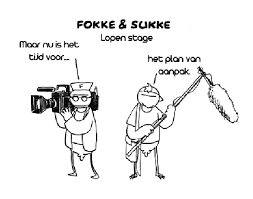 FOKKE & SUKKE
Lopen stage
Maar nu is het
tijd voor...
het plan van
aanpak
F